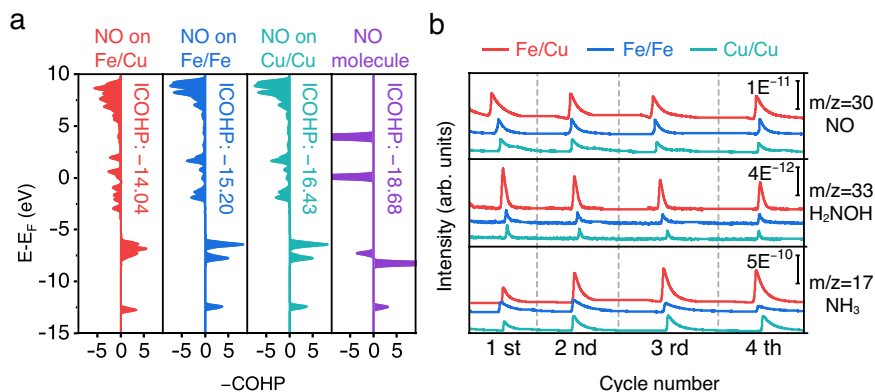 a
NO on
Fe/Cu
NO on
Fe/Fe
NO on
Cu/Cu
NO
molecule
10
5
0
−5
−10
−15
E-E_F (eV)
ICOHP: −14.04
ICOHP: −15.20
ICOHP: −16.43
ICOHP: −18.68
−5 0 5 −5 0 5 −5 0 5 −5 0 5
−COHP
b
Fe/Cu Fe/Fe Cu/Cu
Intensity (arb. units)
1E⁻¹¹
m/z=30
NO
4E⁻¹²
m/z=33
H₂NOH
5E⁻¹⁰
m/z=17
NH₃
1 st 2 nd 3 rd 4 th
Cycle number